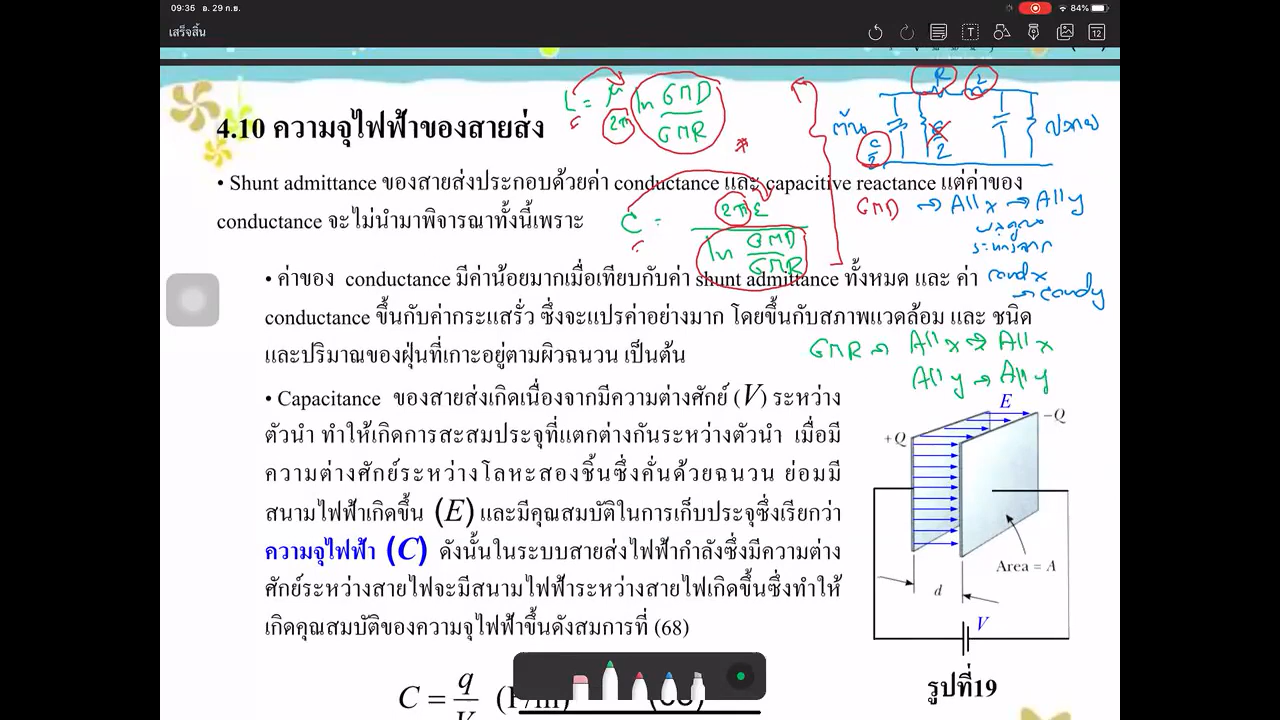 09:35 อ. 29 ก.ย.
84%
เสร็จสิ้น
12
L = μ/2π ln GMD/GMR
R L
ต้น
ปลาย
C/2
C/2
4.10 ความจุไฟฟ้าของสายส่ง
• Shunt admittance ของสายส่งประกอบด้วยค่า conductance และ capacitive reactance แต่ค่าของ
conductance จะไม่นำมาพิจารณาทั้งนี้เพราะ
C = 2πε / ln GMD/GMR
GMD → All x → All y
cond x
→ cond y
• ค่าของ conductance มีค่าน้อยมากเมื่อเทียบกับค่า shunt admittance ทั้งหมด และ ค่า
conductance ขึ้นกับค่ากระแสรั่ว ซึ่งจะแปรค่าอย่างมาก โดยขึ้นกับสภาพแวดล้อม และ ชนิด
และปริมาณของฝุ่นที่เกาะอยู่ตามผิวฉนวน เป็นต้น
GMR → All x → All x
All y → All y
• Capacitance ของสายส่งเกิดเนื่องจากมีความต่างศักย์ (V) ระหว่าง
ตัวนำ ทำให้เกิดการสะสมประจุที่แตกต่างกันระหว่างตัวนำ เมื่อมี
ความต่างศักย์ระหว่างโลหะสองชิ้นซึ่งคั่นด้วยฉนวน ย่อมมี
สนามไฟฟ้าเกิดขึ้น (E) และมีคุณสมบัติในการเก็บประจุซึ่งเรียกว่า
ความจุไฟฟ้า (C) ดังนั้นในระบบสายส่งไฟฟ้ากำลังซึ่งมีความต่าง
ศักย์ระหว่างสายไฟจะมีสนามไฟฟ้าระหว่างสายไฟเกิดขึ้นซึ่งทำให้
เกิดคุณสมบัติของความจุไฟฟ้าขึ้นดังสมการที่ (68)
E
−Q
+Q
Area = A
d
V
รูปที่19
C = q/V (F/m) (68)